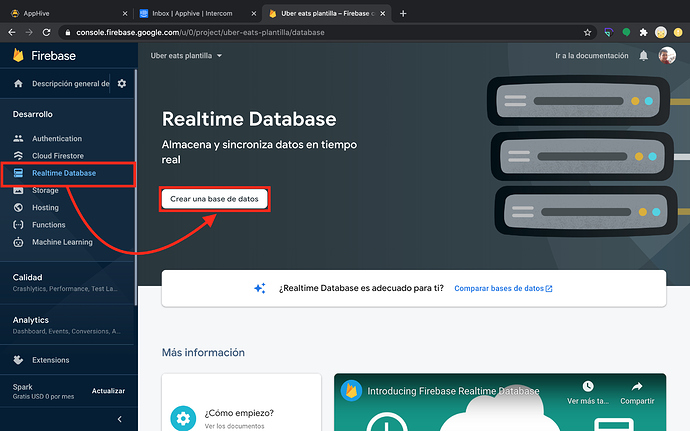 AppHive
Inbox | Apphive | Intercom
Uber eats plantilla – Firebase c
console.firebase.google.com/u/0/project/uber-eats-plantilla/database
Firebase
Uber eats plantilla
Ir a la documentación
Descripción general de
Desarrollo
Authentication
Cloud Firestore
Realtime Database
Storage
Hosting
Functions
Machine Learning
Calidad
Crashlytics, Performance, Test La...
Analytics
Dashboard, Events, Conversions, A...
Extensions
Spark
Gratis USD 0 por mes
Actualizar
Realtime Database
Almacena y sincroniza datos en tiempo
real
Crear una base de datos
¿Realtime Database es adecuado para ti?
Comparar bases de datos
Más información
¿Cómo empiezo?
Ver los documentos
Introducing Firebase Realtime Database
Ver más ta...
Compartir